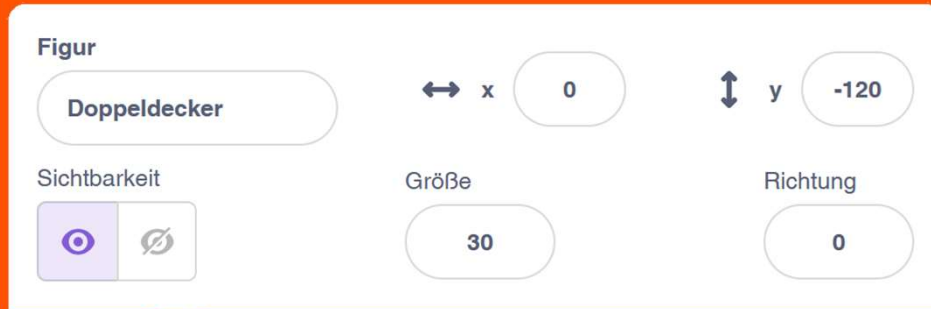 Figur
Doppeldecker
x 0
y -120
Sichtbarkeit
Größe
30
Richtung
0